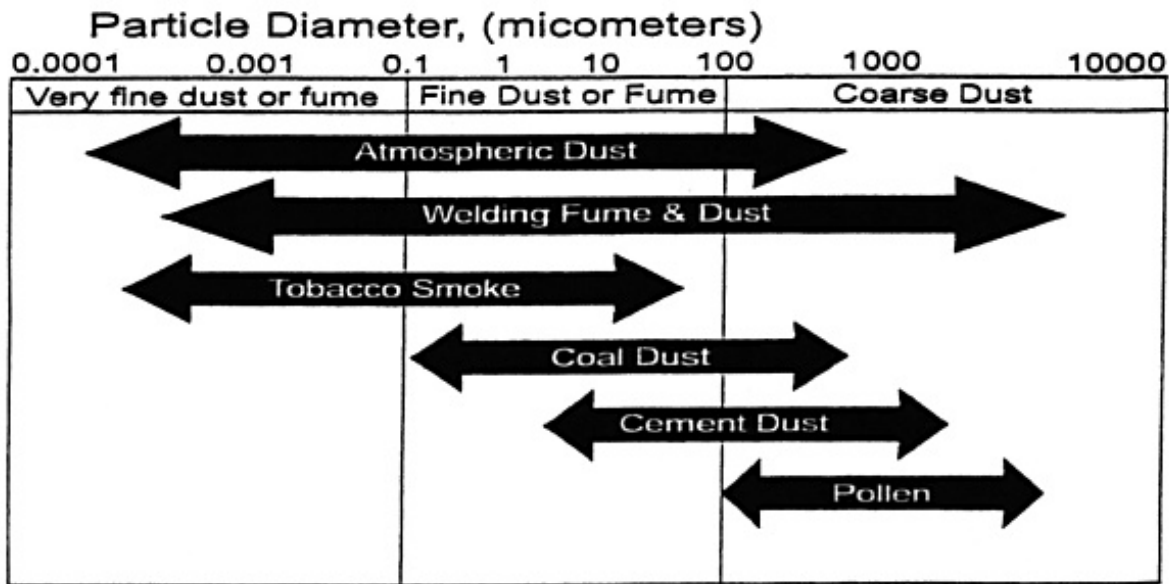 Particle Diameter, (micometers)
0.0001 0.001 0.1 1 10 100 1000 10000
Very fine dust or fume Fine Dust or Fume Coarse Dust
Atmospheric Dust
Welding Fume & Dust
Tobacco Smoke
Coal Dust
Cement Dust
Pollen